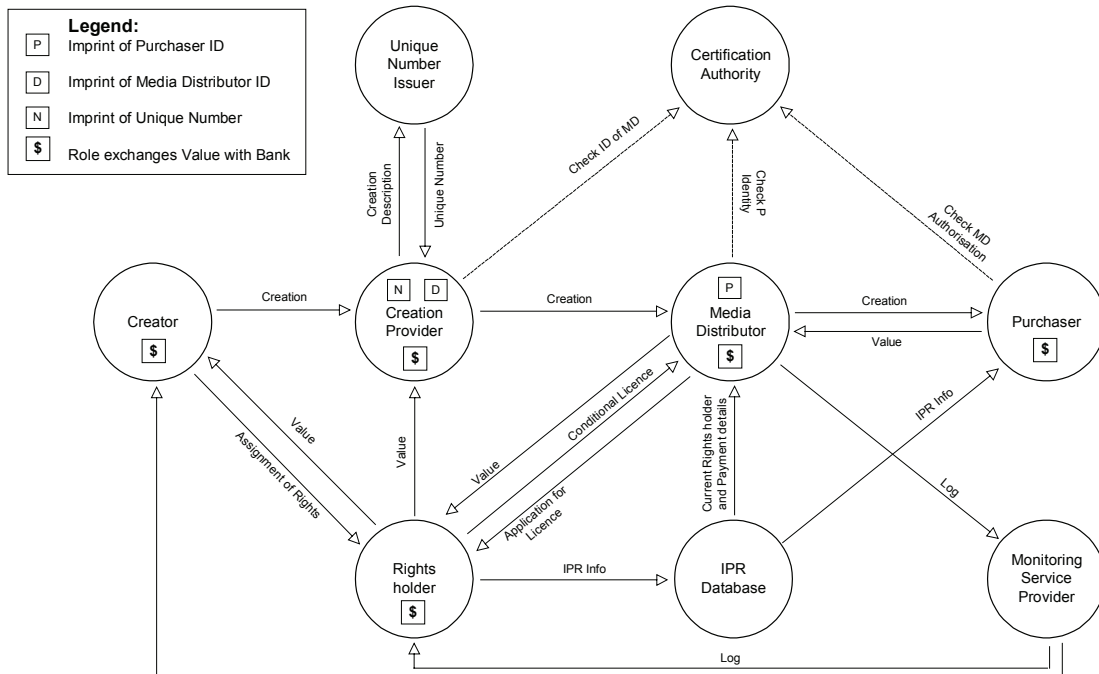 Legend:
P
Imprint of Purchaser ID
D
Imprint of Media Distributor ID
N
Imprint of Unique Number
$
Role exchanges Value with Bank
Unique
Number
Issuer
Certification
Authority
Creation
Description
Unique Number
Check ID of MD
Check P
Identity
Check MD
Authorisation
Creator
$
Creation
N
D
Creation
Provider
$
Creation
P
Media
Distributor
$
Creation
Value
Purchaser
$
Value
Assignment of Rights
Value
Value
Conditional Licence
Application for
Licence
Current Rights holder
and Payment details
IPR Info
Log
Rights
holder
$
IPR Info
IPR
Database
Monitoring
Service
Provider
Log